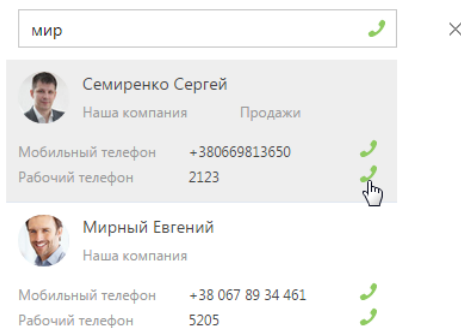 мир
Семиренко Сергей
Наша компания Продажи
Мобильный телефон +380669813650
Рабочий телефон 2123
Мирный Евгений
Наша компания
Мобильный телефон +38 067 89 34 461
Рабочий телефон 5205